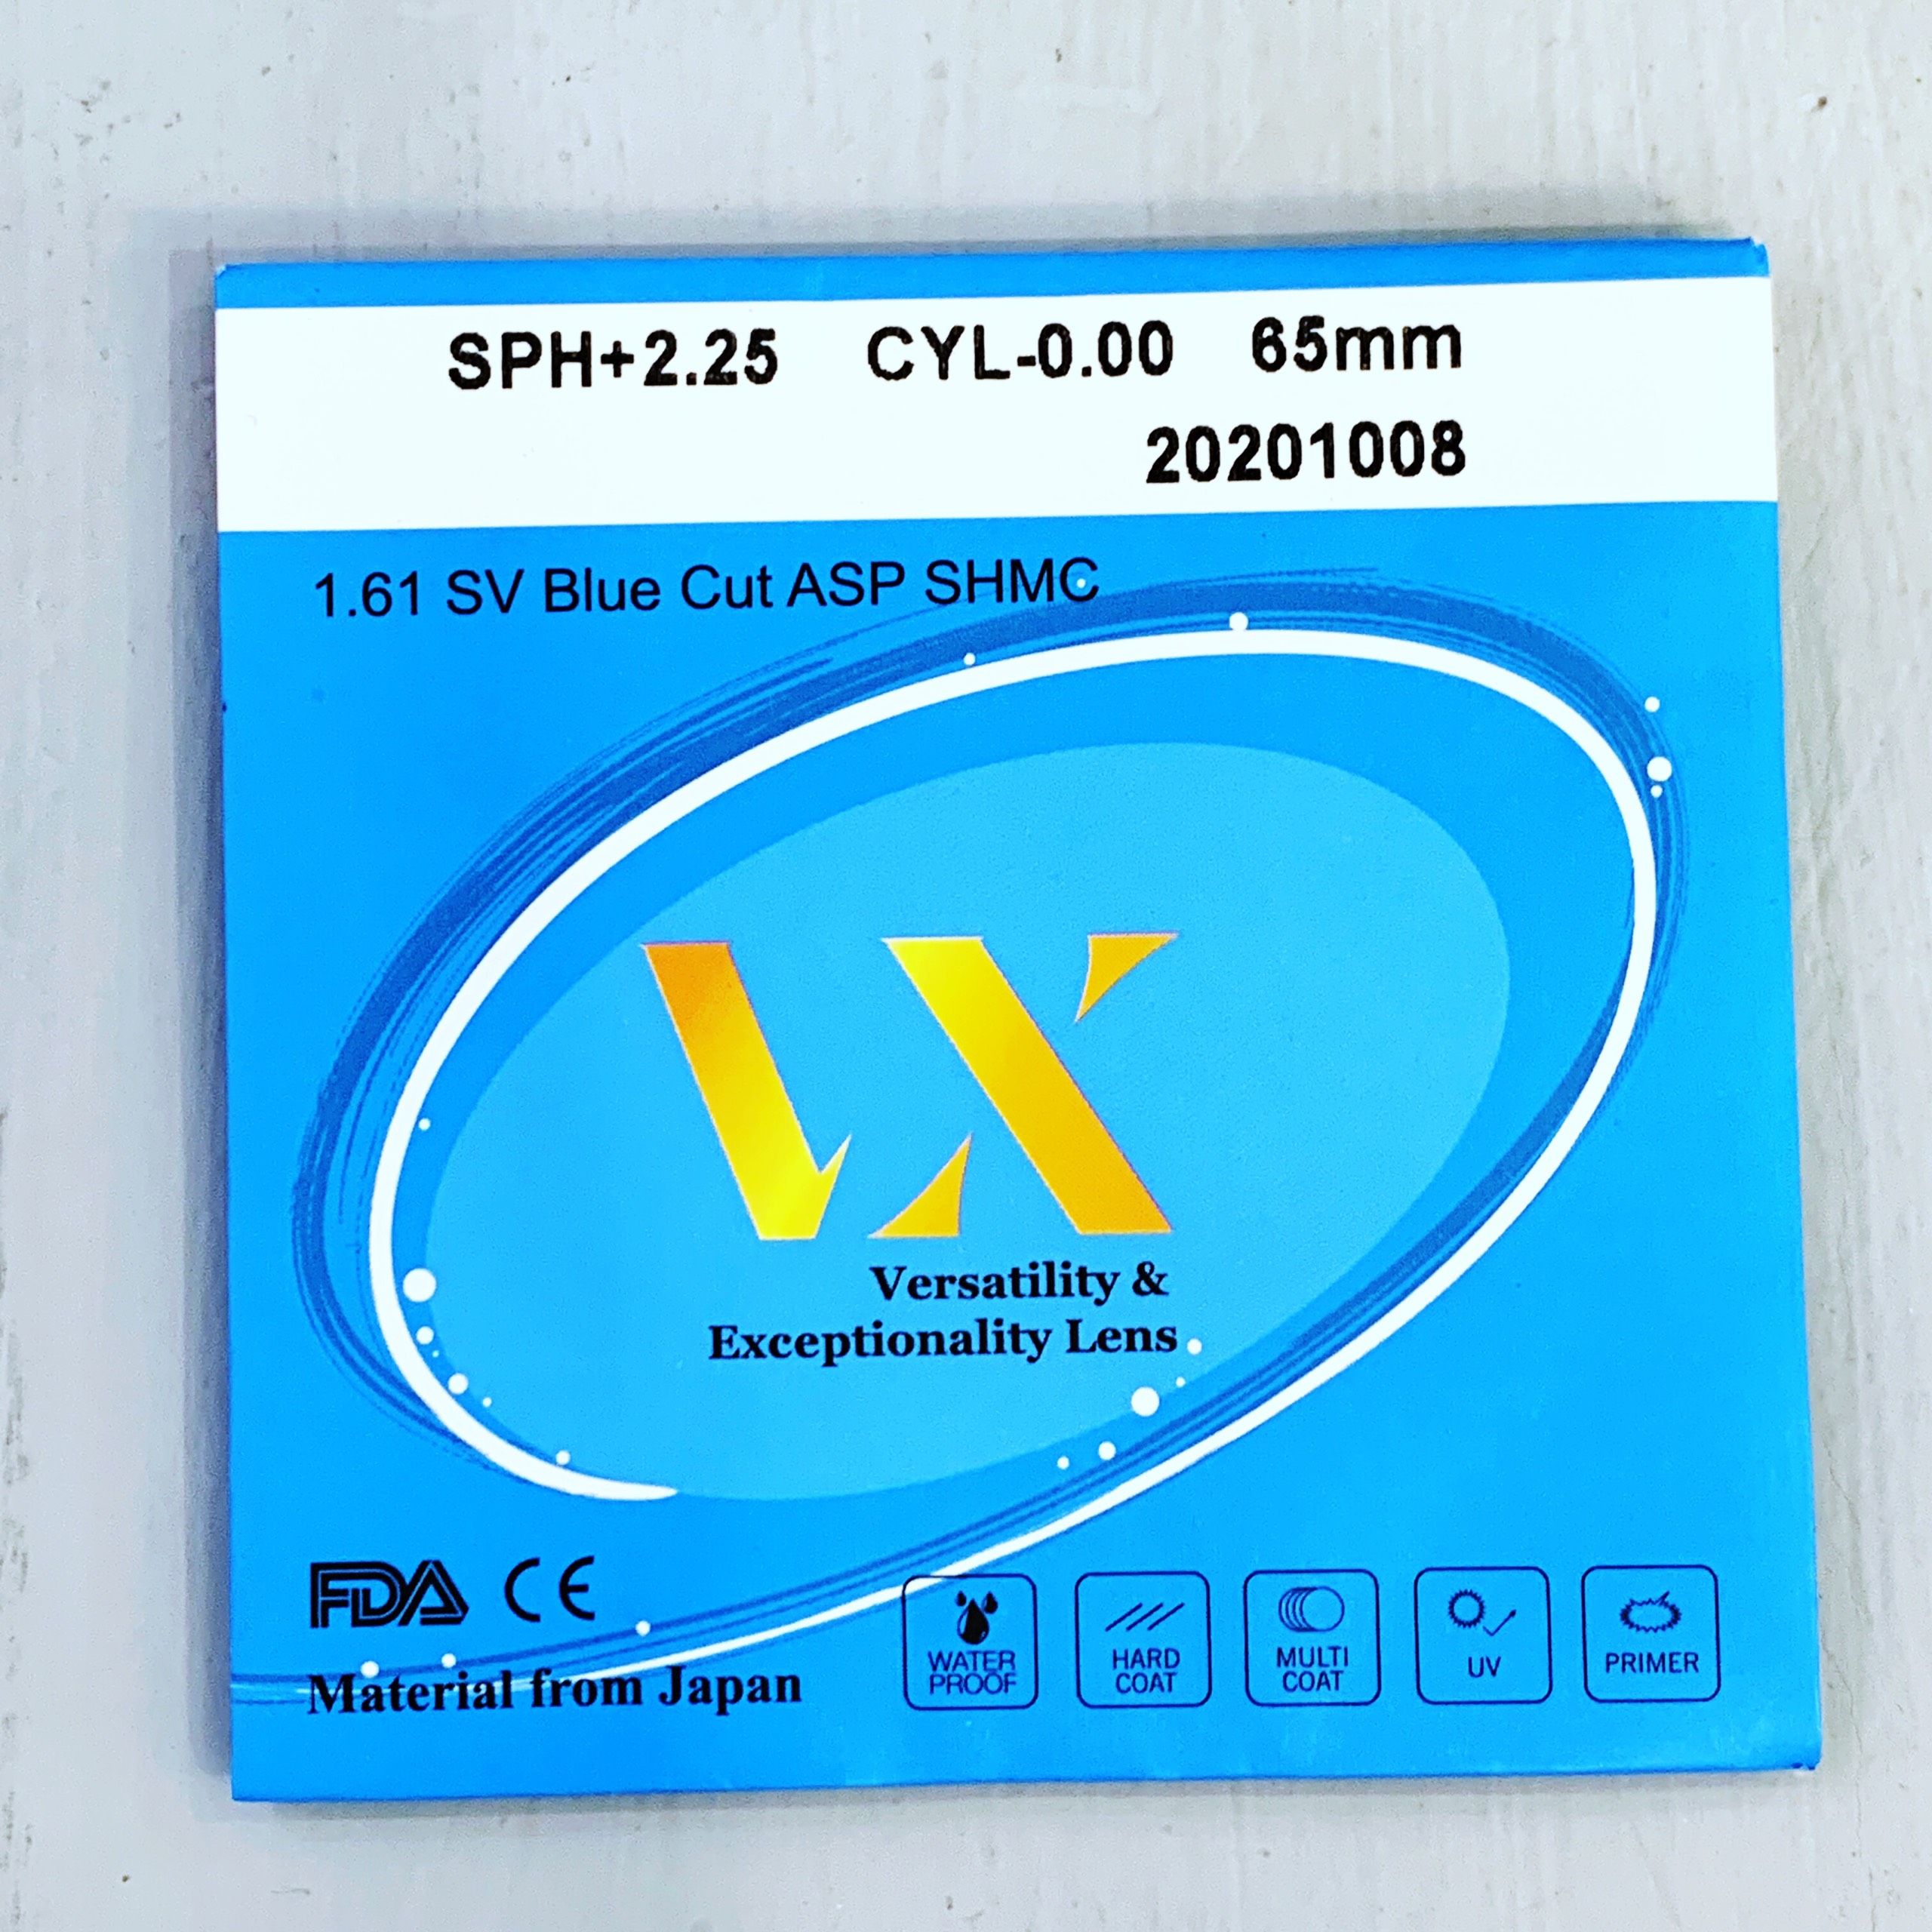 SPH+2.25 CYL-0.00 65mm
20201008
1.61 SV Blue Cut ASP SHMC
VX
Versatility &
Exceptionality Lens
FDA CE
Material from Japan
WATER
PROOF
HARD
COAT
MULTI
COAT
UV
PRIMER